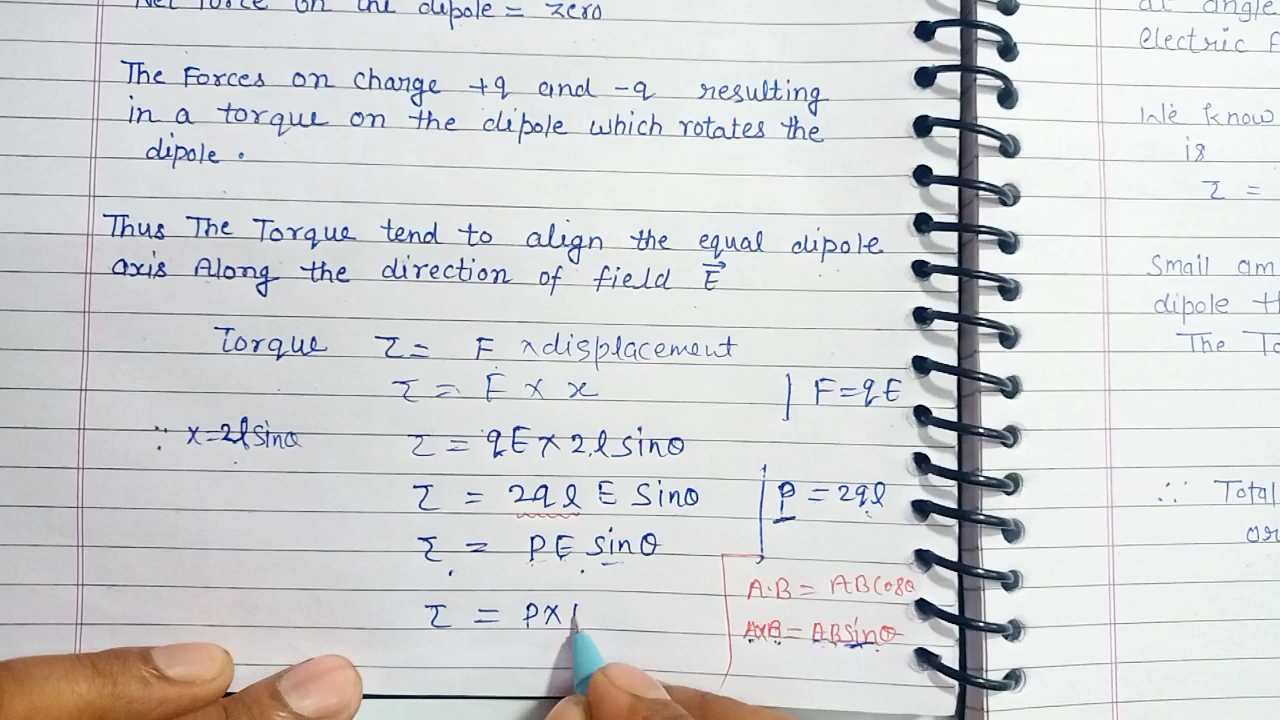 Net force on the dipole = zero
The Forces on charge +q and -q resulting
in a torque on the dipole which rotates the
dipole.
Thus The Torque tend to align the equal dipole
axis Along the direction of field E⃗
Torque τ = F × displacement
τ = F × x
| F = qE
∵ x = 2l sinθ
τ = qE × 2l sinθ
τ = 2ql E Sinθ
| P = 2ql
τ = PE sinθ
A·B = AB Cosθ
τ = P×
A×B = AB sinθ
at angle
electric
We know
is
τ =
Small am
dipole
The
∴ Total
or